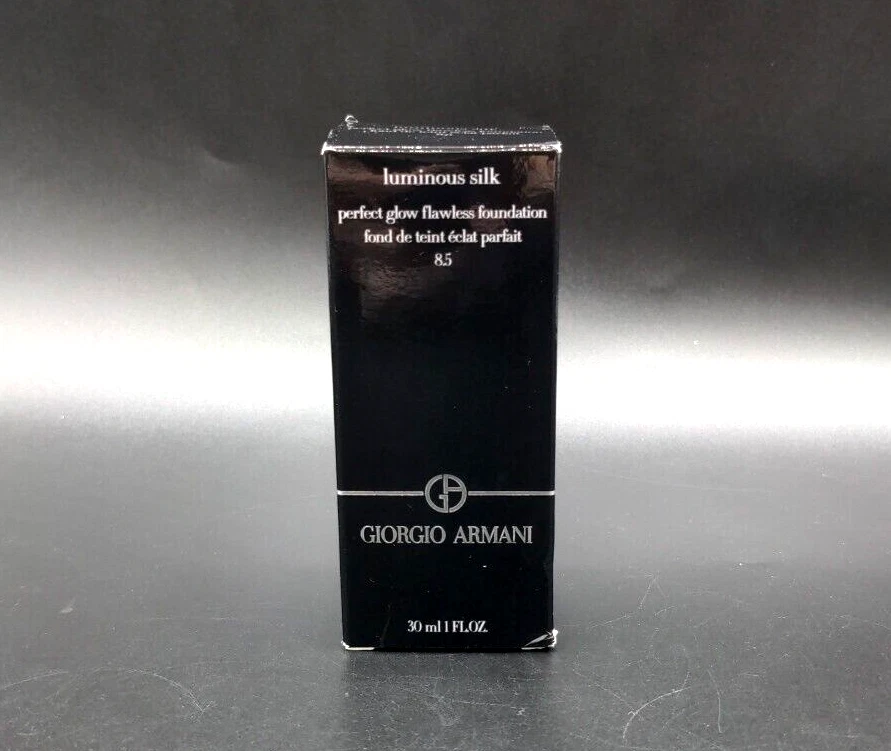 luminous silk
perfect glow flawless foundation
fond de teint éclat parfait
8.5
GA
GIORGIO ARMANI
30 ml 1 FL.OZ.